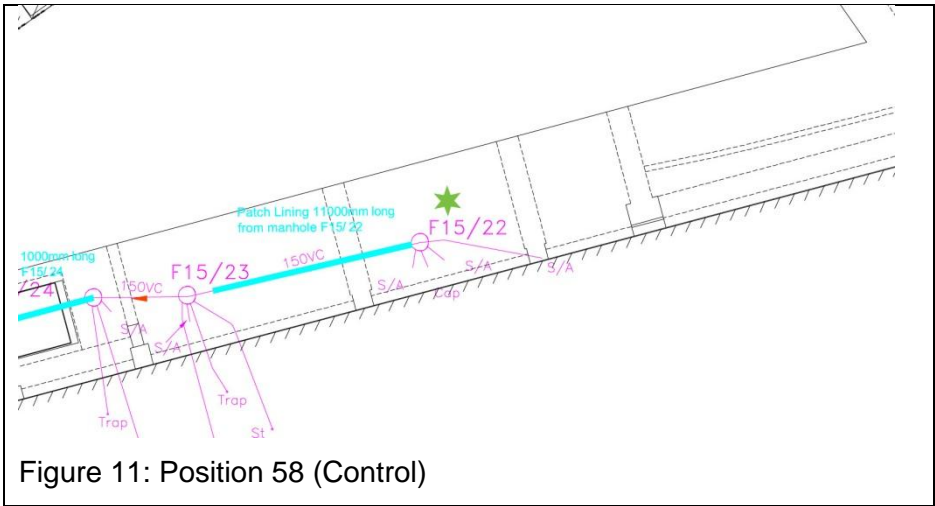 Patch Lining 11000mm long
from manhole F15/22
F15/22
150VC
S/A
S/A
S/A
Cap
1000mm long
F15/24
/24
F15/23
150VC
S/A
S/A
Trap
Trap
St
Figure 11: Position 58 (Control)